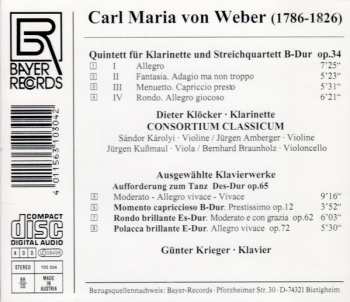 Carl Maria von Weber (1786-1826)
BAYER
RECORDS
Quintett für Klarinette und Streichquartett B-Dur op.34
1 I Allegro 7'25"
2 II Fantasia. Adagio ma non troppo 5'23"
3 III Menuetto. Capriccio presto 5'31"
4 IV Rondo. Allegro giocoso 6'21"
Dieter Klöcker - Klarinette
CONSORTIUM CLASSICUM
Sándor Károlyi - Violine / Jürgen Amberger - Violine
Jürgen Kußmaul - Viola / Bernhard Braunholz - Violoncello
4 011563 103042
Ausgewählte Klavierwerke
Aufforderung zum Tanz Des-Dur op.65
5 Moderato - Allegro vivace - Vivace 9'16"
6 Momento capriccioso B-Dur. Prestissimo op.12 3'52"
7 Rondo brillante Es-Dur. Moderato e con grazia op.62 6'03"
8 Polacca brillante E-Dur. Allegro vivace op.72 5'30"
Günter Krieger - Klavier
COMPACT
disc
DIGITAL AUDIO
STEREO
MADE IN
AUSTRIA
Bezugsquellennachweis: Bayer-Records · Pforzheimer Str. 30 · D-74321 Bietigheim